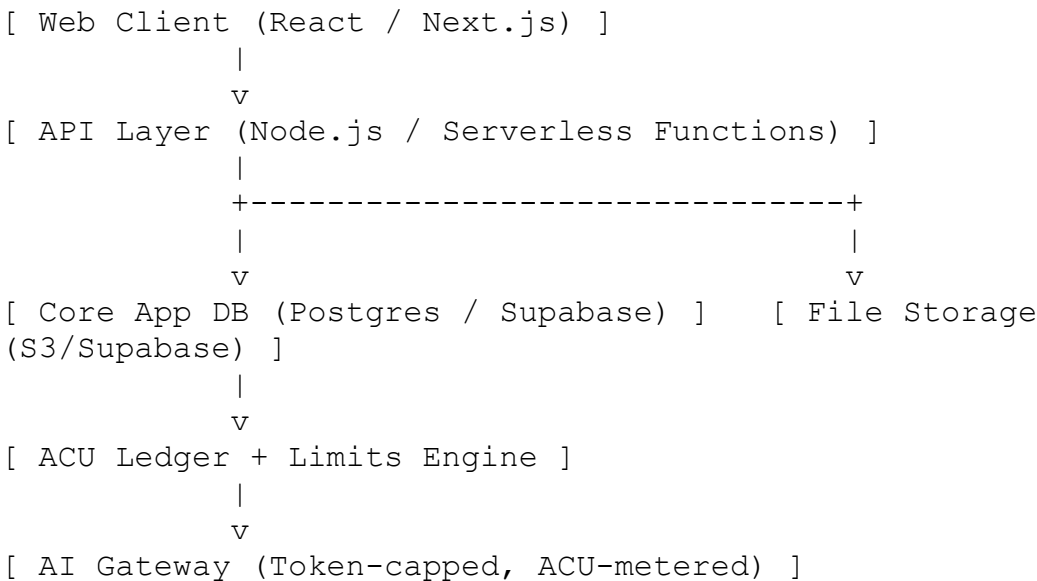 [ Web Client (React / Next.js) ]
|
v
[ API Layer (Node.js / Serverless Functions) ]
|
+--------------------------------+
| |
v v
[ Core App DB (Postgres / Supabase) ] [ File Storage
(S3/Supabase) ]
|
v
[ ACU Ledger + Limits Engine ]
|
v
[ AI Gateway (Token-capped, ACU-metered) ]